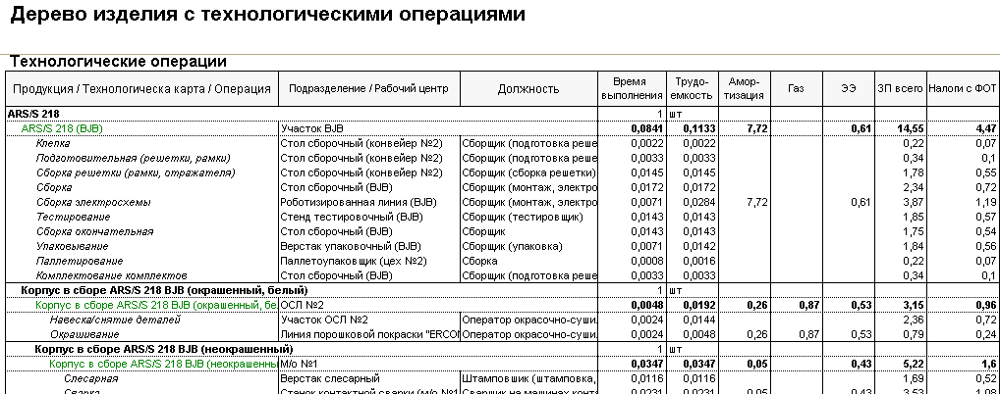 Дерево изделия с технологическими операциями
Технологические операции
Продукция / Технологическа карта / Операция Подразделение / Рабочий центр Должность Время выполнения Трудо-емкость Амор-тизация Газ ЭЭ ЗП всего Налоги с ФОТ
ARS/S 218 1 шт
ARS/S 218 (BJB) Участок BJB 0,0841 0,1133 7,72 0,61 14,55 4,47
Клепка Стол сборочный (конвейер №2) Сборщик (подготовка реше 0,0022 0,0022 0,22 0,07
Подготовительная (решетки, рамки) Стол сборочный (конвейер №2) Сборщик (подготовка реше 0,0033 0,0033 0,34 0,1
Сборка решетки (рамки, отражателя) Стол сборочный (конвейер №2) Сборщик (сборка решетки) 0,0145 0,0145 1,78 0,55
Сборка Стол сборочный (BJB) Сборщик (монтаж, электро 0,0172 0,0172 2,34 0,72
Сборка электросхемы Роботизированная линия (BJB) Сборщик (монтаж, электро 0,0071 0,0284 7,72 0,61 3,87 1,19
Тестирование Стенд тестировочный (BJB) Сборщик (тестировщик) 0,0143 0,0143 1,85 0,57
Сборка окончательная Стол сборочный (BJB) Сборщик 0,0143 0,0143 1,75 0,54
Упаковывание Верстак упаковочный (BJB) Сборщик (упаковка) 0,0071 0,0142 1,84 0,56
Паллетирование Паллетоупаковщик (цех №2) Сборка 0,0008 0,0016 0,22 0,07
Комплектование комплектов Стол сборочный (BJB) Сборщик (подготовка реше 0,0033 0,0033 0,34 0,1
Корпус в сборе ARS/S 218 BJB (окрашенный, белый) 1 шт
Корпус в сборе ARS/S 218 BJB (окрашенный, бе. ОСЛ №2 0,0048 0,0192 0,26 0,87 0,53 3,15 0,96
Навеска/снятие деталей Участок ОСЛ №2 Оператор окрасочно-суши. 0,0024 0,0144 2,36 0,72
Окрашивание Линия порошковой покраски "ERCOI Оператор окрасочно-суши. 0,0024 0,0048 0,26 0,87 0,53 0,79 0,24
Корпус в сборе ARS/S 218 BJB (неокрашенный) 1 шт
Корпус в сборе ARS/S 218 BJB (неокрашенны М/о №1 0,0347 0,0347 0,05 0,43 5,22 1,6
Слесарная Верстак слесарный Штамповшик (штамповка, 0,0116 0,0116 1,69 0,52
Сварка Станок контактной сварки (м/о №1 Сварщик на машинах конта 0,0231 0,0231 0,05 0,43 3,53 1,08